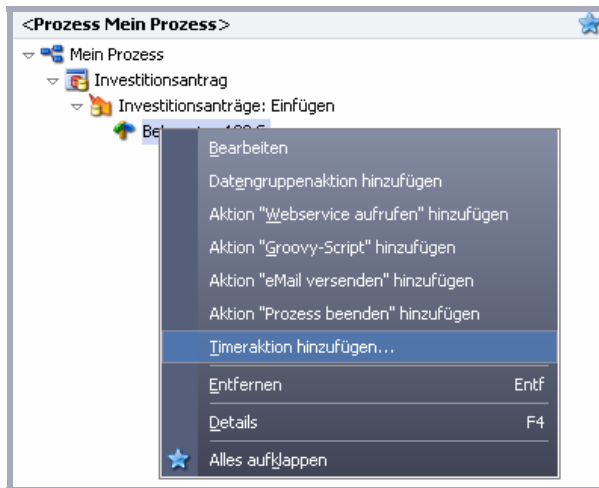 <Prozess Mein Prozess>
Mein Prozess
Investitionsantrag
Investitionsanträge: Einfügen
Bearbeiten
Datengruppenaktion hinzufügen
Aktion "Webservice aufrufen" hinzufügen
Aktion "Groovy-Script" hinzufügen
Aktion "eMail versenden" hinzufügen
Aktion "Prozess beenden" hinzufügen
Timeraktion hinzufügen...
Entfernen Entf
Details F4
Alles aufklappen